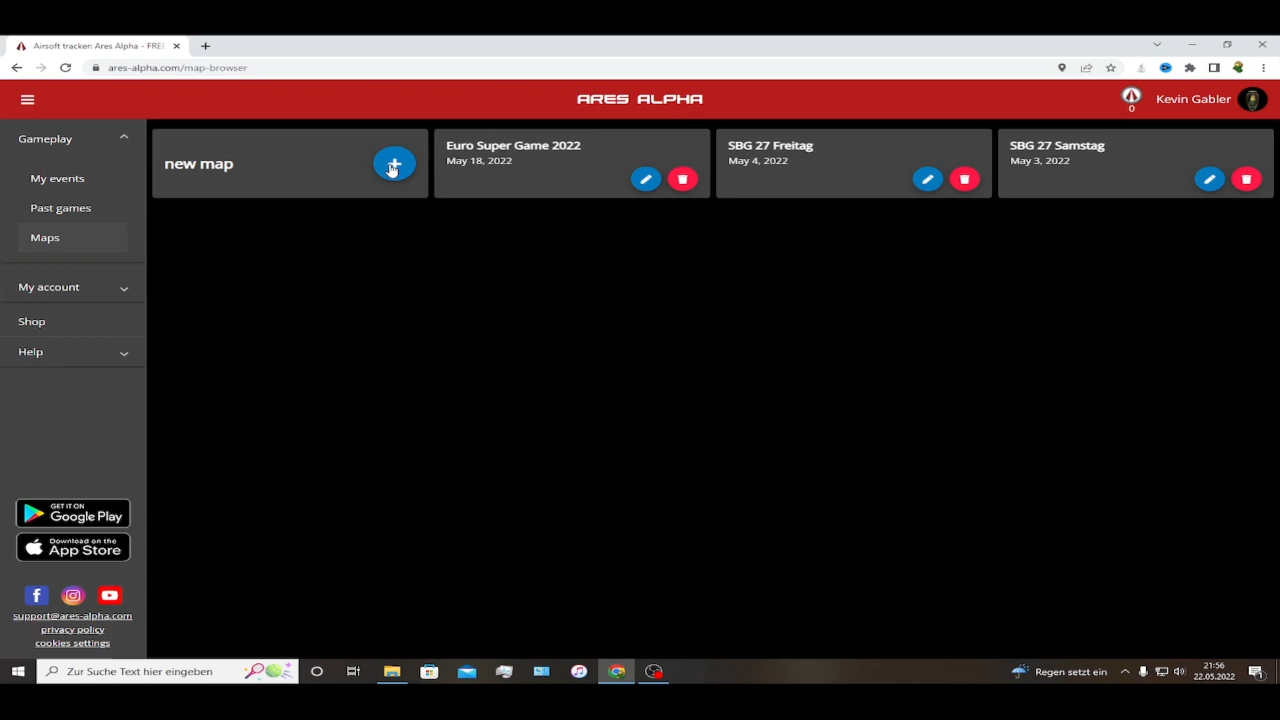 Airsoft tracker: Ares Alpha - FREE
ares-alpha.com/map-browser
ARES ALPHA
0
Kevin Gabler
Gameplay
My events
Past games
Maps
My account
Shop
Help
new map
Euro Super Game 2022
May 18, 2022
SBG 27 Freitag
May 4, 2022
SBG 27 Samstag
May 3, 2022
GET IT ON
Google Play
Download on the
App Store
support@ares-alpha.com
privacy policy
cookies settings
Zur Suche Text hier eingeben
Regen setzt ein
21:56
22.05.2022
1